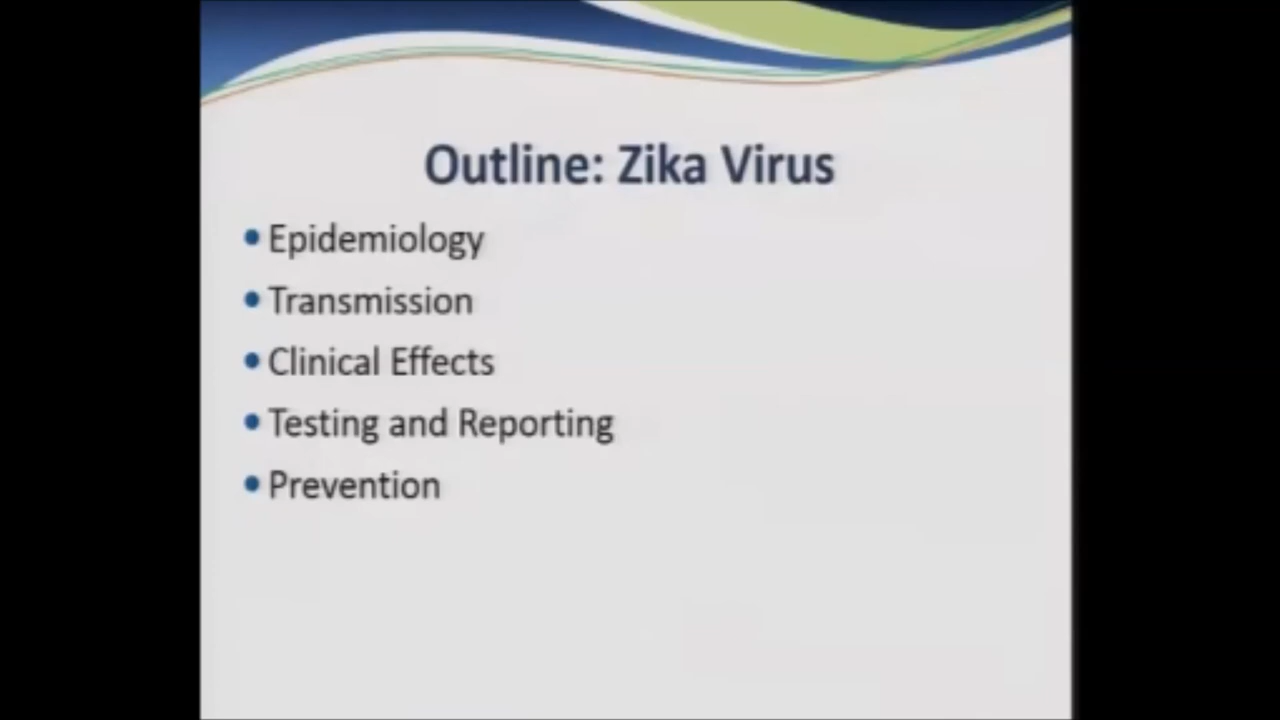 Outline: Zika Virus
• Epidemiology
• Transmission
• Clinical Effects
• Testing and Reporting
• Prevention